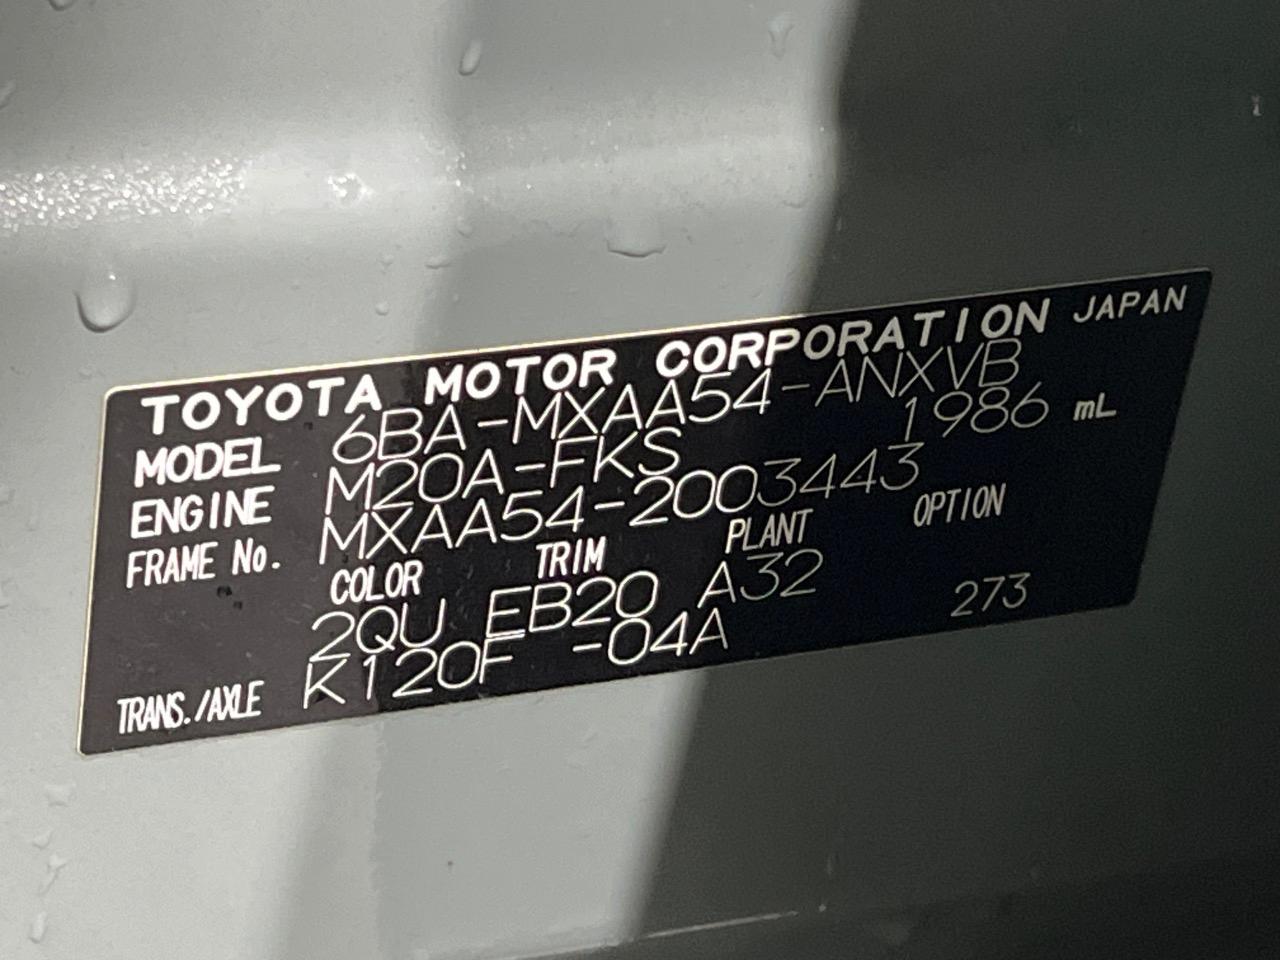 TOYOTA MOTOR CORPORATION JAPAN
MODEL 6BA-MXAA54-ANXVB
ENGINE M20A-FKS 1986 mL
FRAME No. MXAA54-2003443
COLOR TRIM PLANT OPTION
2QU EB20 A32
TRANS./AXLE K120F -04A 273